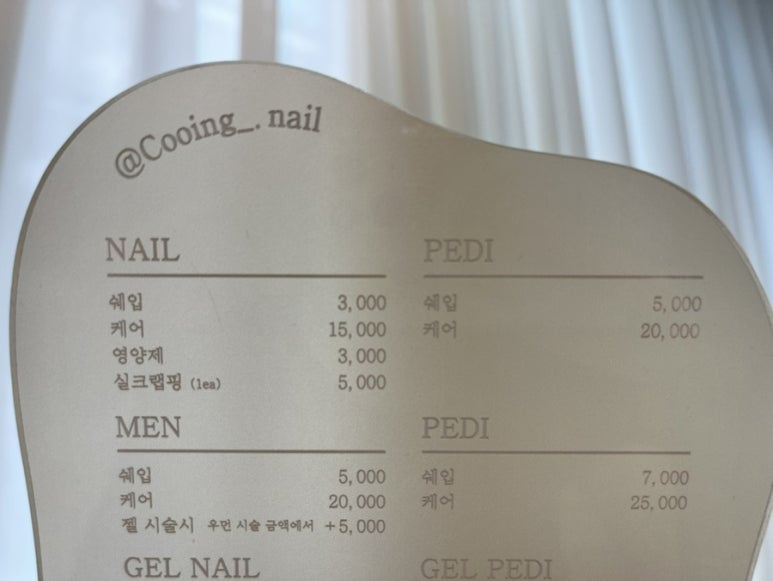 @Cooing_. nail
NAIL
쉐입 3,000
케어 15,000
영양제 3,000
실크랩핑 (1ea) 5,000
PEDI
쉐입 5,000
케어 20,000
MEN
쉐입 5,000
케어 20,000
젤 시술시 우먼 시술 금액에서 +5,000
PEDI
쉐입 7,000
케어 25,000
GEL NAIL
GEL PEDI